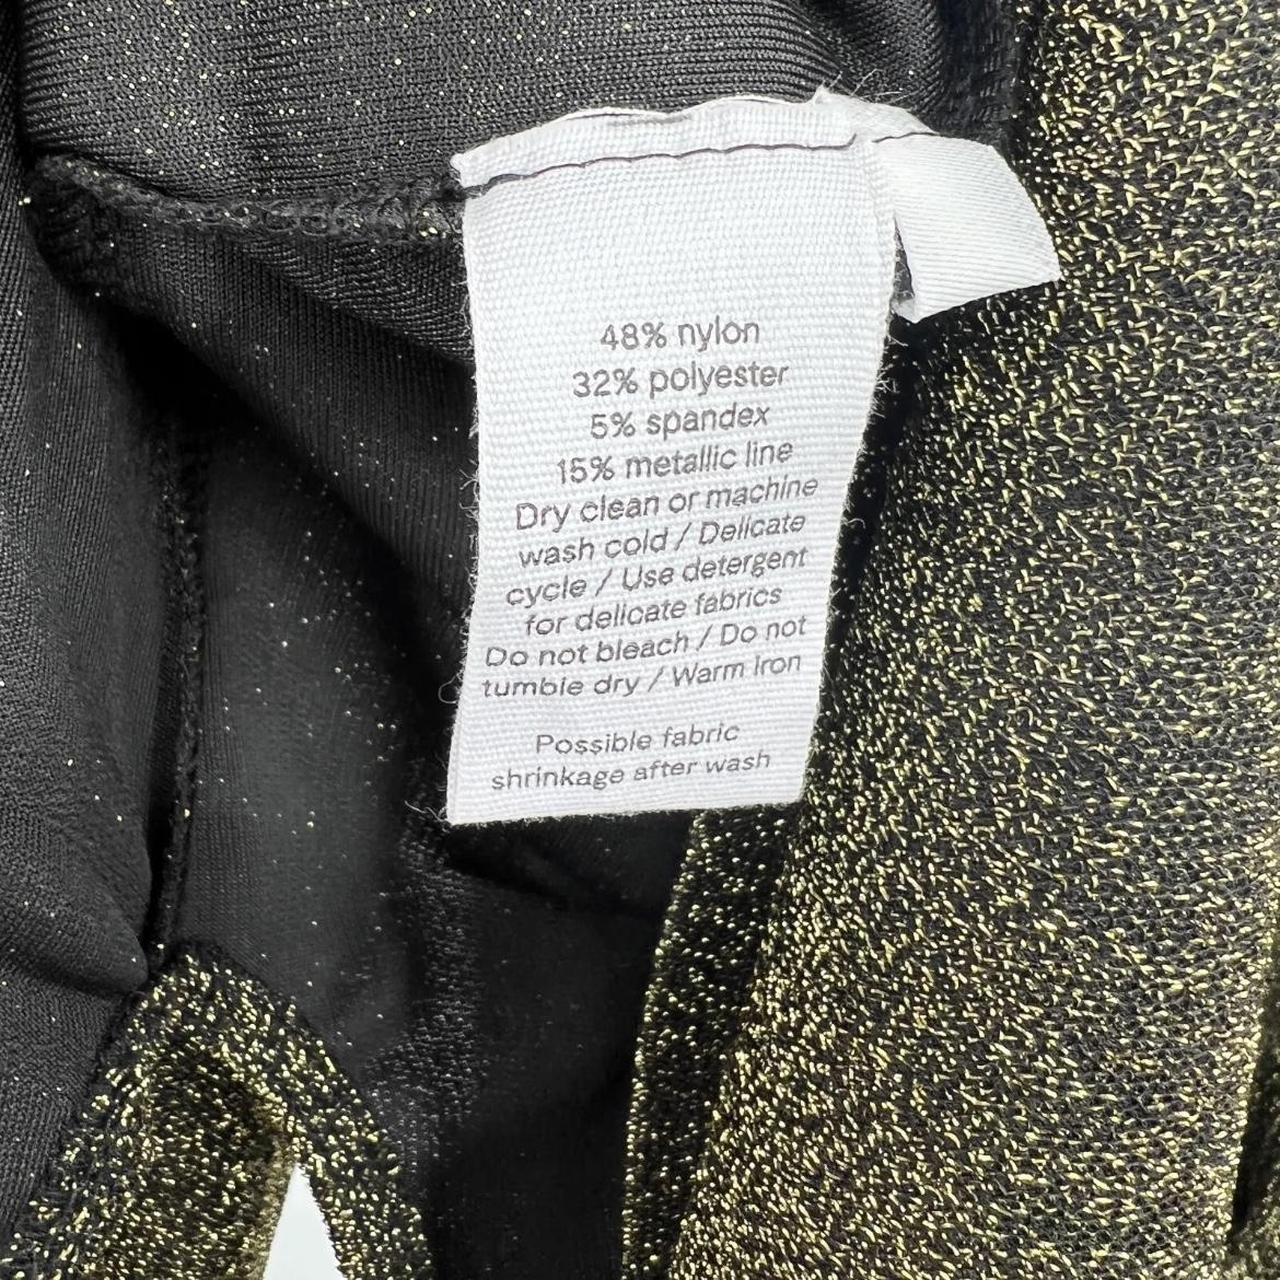 48% nylon
32% polyester
5% spandex
15% metallic line
Dry clean or machine
wash cold / Delicate
cycle / Use detergent
for delicate fabrics
Do not bleach / Do not
tumble dry / Warm Iron
Possible fabric
shrinkage after wash